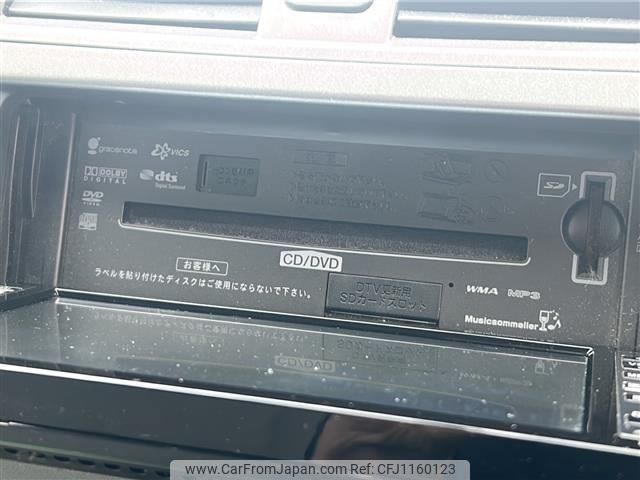 gracenote
VICS
DOLBY
DIGITAL
dts
Digital Surround
DVD
VIDEO
SD
CD/DVD
お客様へ
ラベルを貼り付けたディスクはご使用にならないで下さい。
DTV更新用
SDカードスロット
WMA MP3
Musicsommelier
www.CarFromJapan.com - CFJ1160123